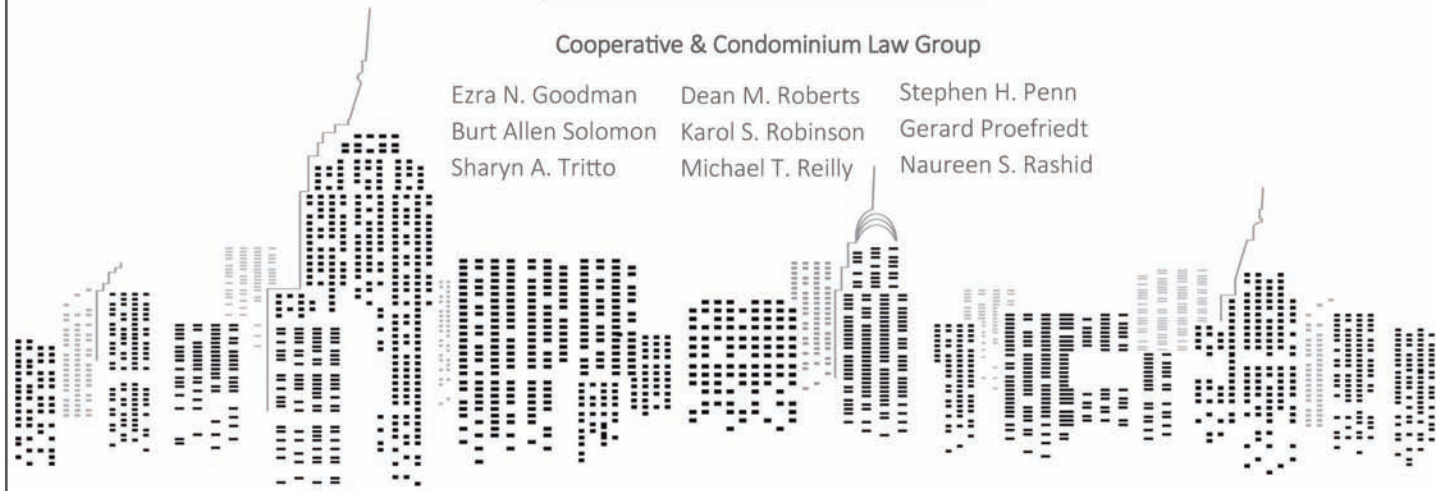 Cooperative & Condominium Law Group
Ezra N. Goodman Dean M. Roberts Stephen H. Penn
Burt Allen Solomon Karol S. Robinson Gerard Proefriedt
Sharyn A. Tritto Michael T. Reilly Naureen S. Rashid